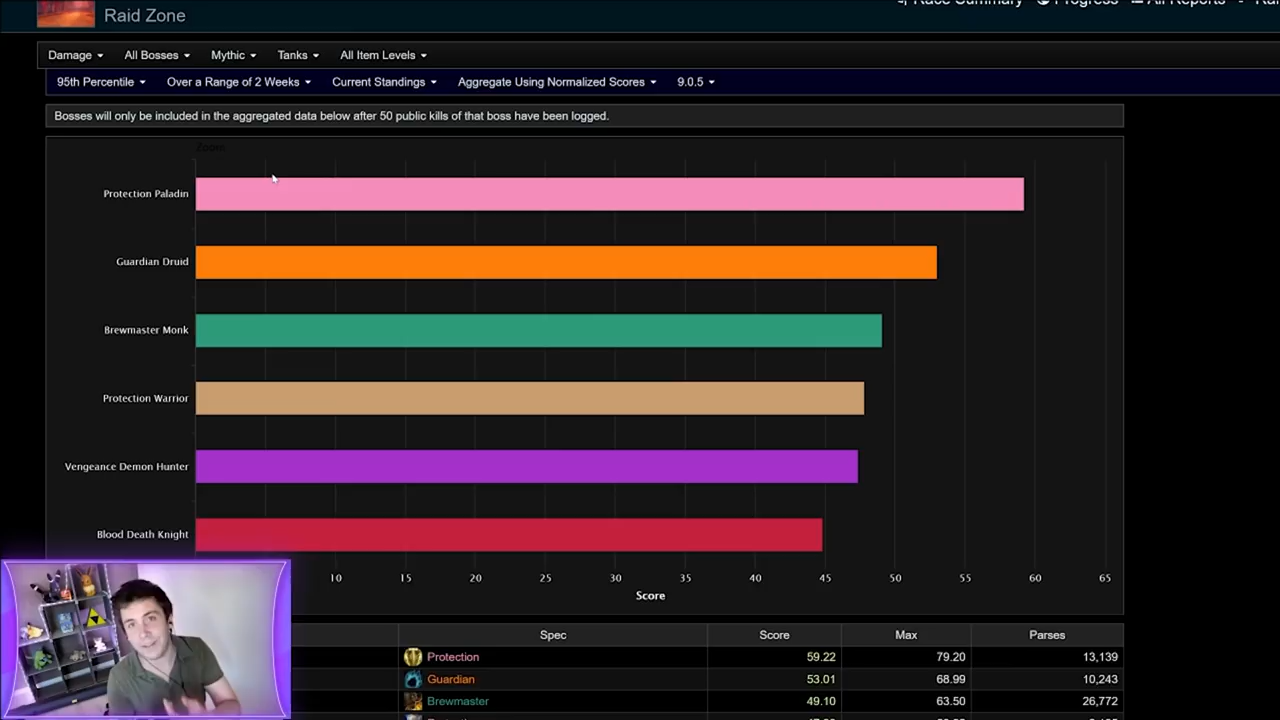 Raid Zone
Race Summary Progress All Reports
Damage All Bosses Mythic Tanks All Item Levels
95th Percentile Over a Range of 2 Weeks Current Standings Aggregate Using Normalized Scores 9.0.5
Bosses will only be included in the aggregated data below after 50 public kills of that boss have been logged.
Zoom
Protection Paladin
Guardian Druid
Brewmaster Monk
Protection Warrior
Vengeance Demon Hunter
Blood Death Knight
10 15 20 25 30 35 40 45 50 55 60 65
Score
Spec Score Max Parses
Protection 59.22 79.20 13,139
Guardian 53.01 68.99 10,243
Brewmaster 49.10 63.50 26,772